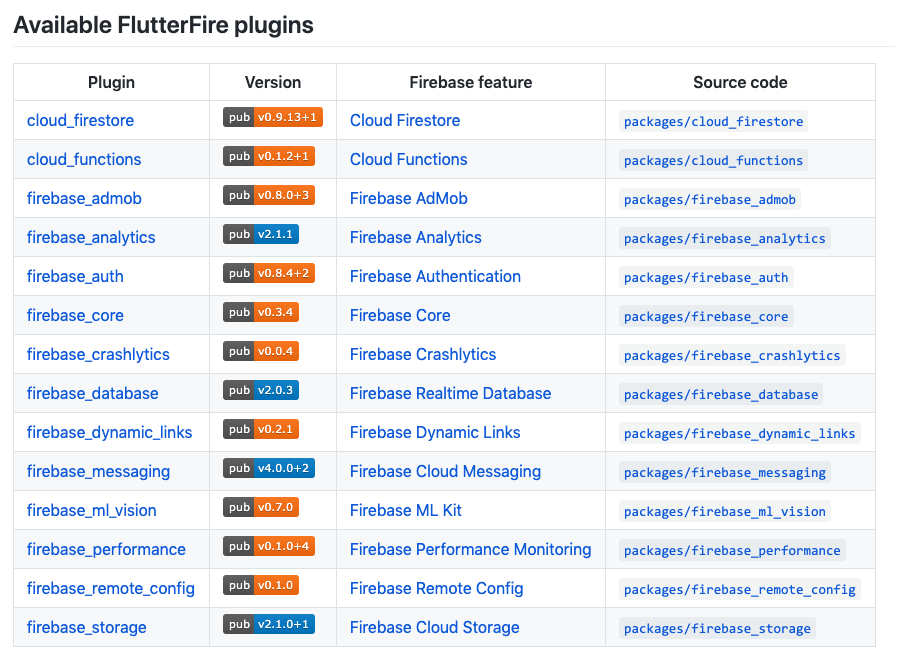 Available FlutterFire plugins
Plugin Version Firebase feature Source code
cloud_firestore pub v0.9.13+1 Cloud Firestore packages/cloud_firestore
cloud_functions pub v0.1.2+1 Cloud Functions packages/cloud_functions
firebase_admob pub v0.8.0+3 Firebase AdMob packages/firebase_admob
firebase_analytics pub v2.1.1 Firebase Analytics packages/firebase_analytics
firebase_auth pub v0.8.4+2 Firebase Authentication packages/firebase_auth
firebase_core pub v0.3.4 Firebase Core packages/firebase_core
firebase_crashlytics pub v0.0.4 Firebase Crashlytics packages/firebase_crashlytics
firebase_database pub v2.0.3 Firebase Realtime Database packages/firebase_database
firebase_dynamic_links pub v0.2.1 Firebase Dynamic Links packages/firebase_dynamic_links
firebase_messaging pub v4.0.0+2 Firebase Cloud Messaging packages/firebase_messaging
firebase_ml_vision pub v0.7.0 Firebase ML Kit packages/firebase_ml_vision
firebase_performance pub v0.1.0+4 Firebase Performance Monitoring packages/firebase_performance
firebase_remote_config pub v0.1.0 Firebase Remote Config packages/firebase_remote_config
firebase_storage pub v2.1.0+1 Firebase Cloud Storage packages/firebase_storage